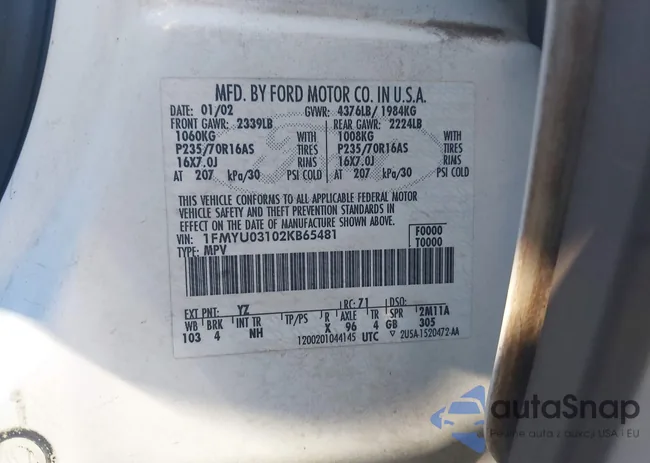 MFD. BY FORD MOTOR CO. IN U.S.A.
DATE: 01/02 GVWR: 4376LB/ 1984KG
FRONT GAWR: 2339LB REAR GAWR: 2224LB
1060KG WITH 1008KG WITH
P235/70R16AS TIRES P235/70R16AS TIRES
16X7.0J RIMS 16X7.0J RIMS
AT 207 kPa/30 PSI COLD AT 207 kPa/30 PSI COLD
THIS VEHICLE CONFORMS TO ALL APPLICABLE FEDERAL MOTOR
VEHICLE SAFETY AND THEFT PREVENTION STANDARDS IN
EFFECT ON THE DATE OF MANUFACTURE SHOWN ABOVE.
VIN: 1FMYU03102KB65481 F0000
TYPE: MPV T0000
EXT PNT: YZ RC: 71 DSO:
WB BRK INT TR TP/PS R AXLE TR SPR 2M11A
103 4 NH X 96 4 GB 305
1200201044145 UTC ▽ 2U5A-1520472-AA
autaSnap
Pewne auta z aukcji USA i EU